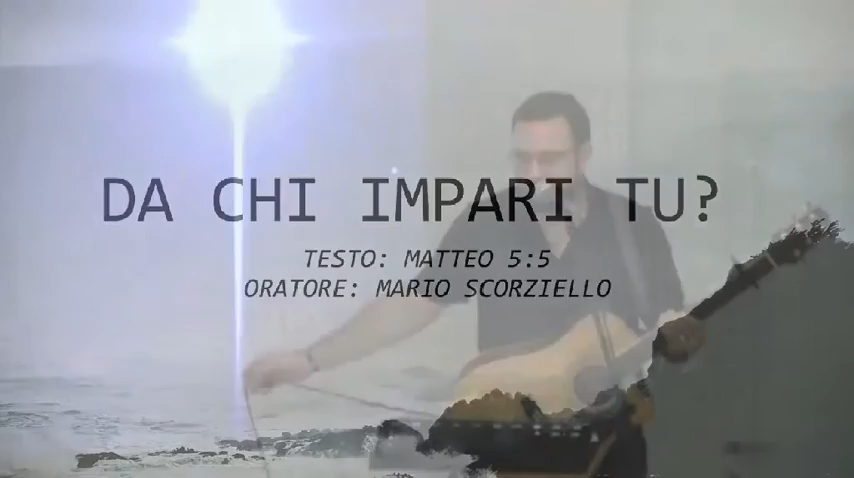 DA CHI IMPARI TU?
TESTO: MATTEO 5:5
ORATORE: MARIO SCORZIELLO